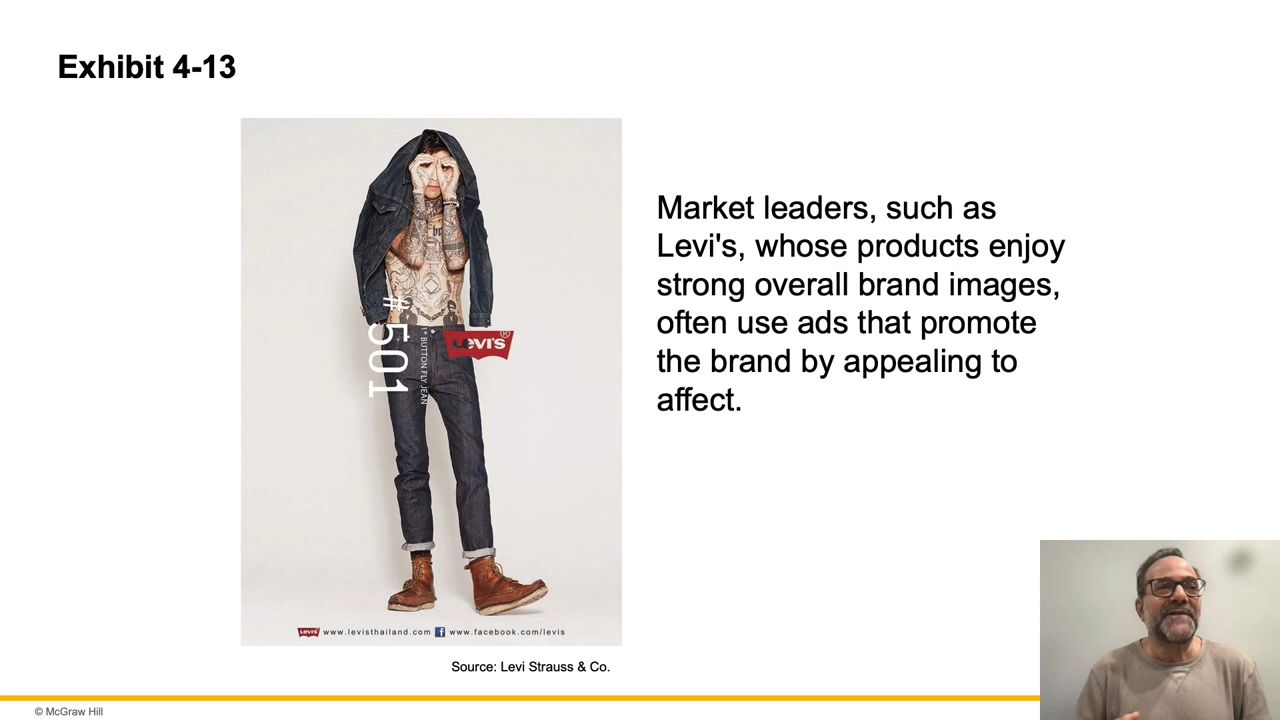 Exhibit 4-13
#501
1° BUTTON FLY JEAN
LEVI'S®
Market leaders, such as
Levi's, whose products enjoy
strong overall brand images,
often use ads that promote
the brand by appealing to
affect.
LEVI'S www.levisthailand.com f www.facebook.com/levis
Source: Levi Strauss & Co.
© McGraw Hill